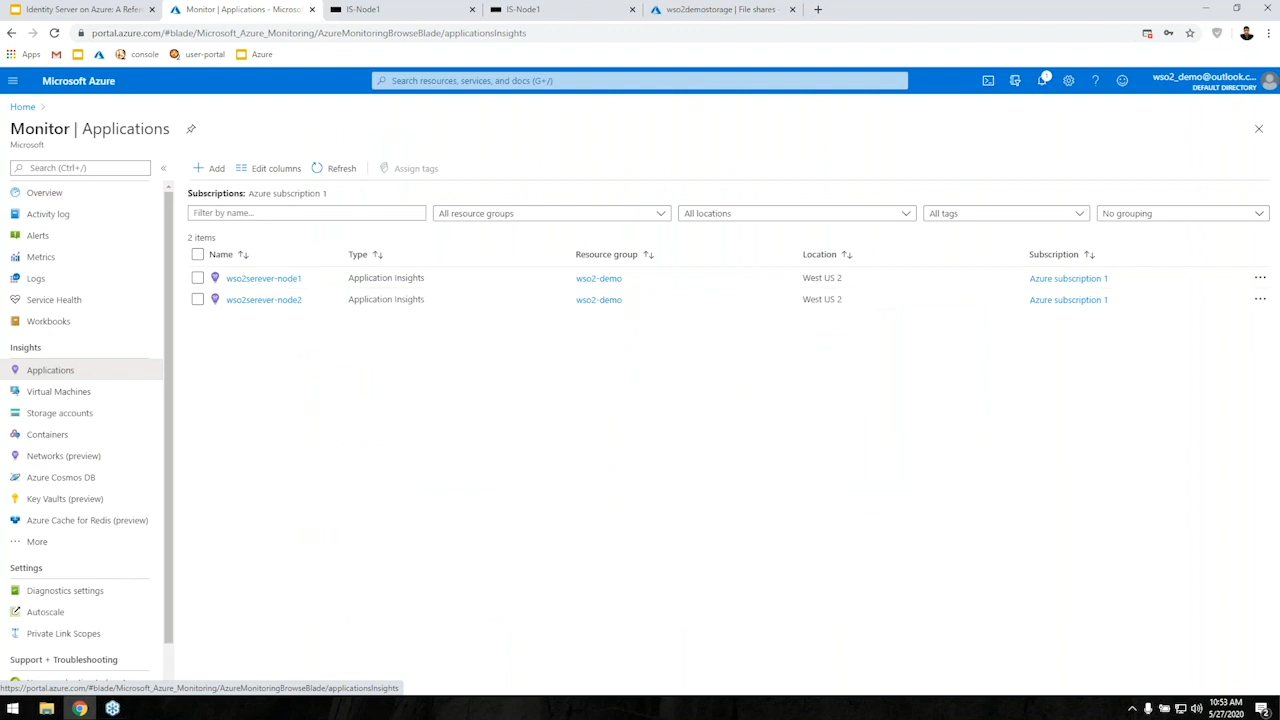 Identity Server on Azure: A Refere
Monitor | Applications - Microso
IS-Node1
IS-Node1
wso2demostorage | File shares -
portal.azure.com/#blade/Microsoft_Azure_Monitoring/AzureMonitoringBrowseBlade/applicationsInsights
Apps
console
user-portal
Azure
Microsoft Azure
Search resources, services, and docs (G+/)
1
wso2_demo@outlook.c...
DEFAULT DIRECTORY
Home
Monitor | Applications
Microsoft
Search (Ctrl+/)
«
Add
Edit columns
Refresh
Assign tags
Overview
Activity log
Alerts
Metrics
Logs
Service Health
Workbooks
Insights
Applications
Virtual Machines
Storage accounts
Containers
Networks (preview)
Azure Cosmos DB
Key Vaults (preview)
Azure Cache for Redis (preview)
More
Settings
Diagnostics settings
Autoscale
Private Link Scopes
Support + Troubleshooting
Subscriptions: Azure subscription 1
Filter by name...
All resource groups
All locations
All tags
No grouping
2 items
Name
Type
Resource group
Location
Subscription
wso2serever-node1
Application Insights
wso2-demo
West US 2
Azure subscription 1
wso2serever-node2
Application Insights
wso2-demo
West US 2
Azure subscription 1
https://portal.azure.com/#blade/Microsoft_Azure_Monitoring/AzureMonitoringBrowseBlade/applicationsInsights
10:53 AM
5/27/2020
2